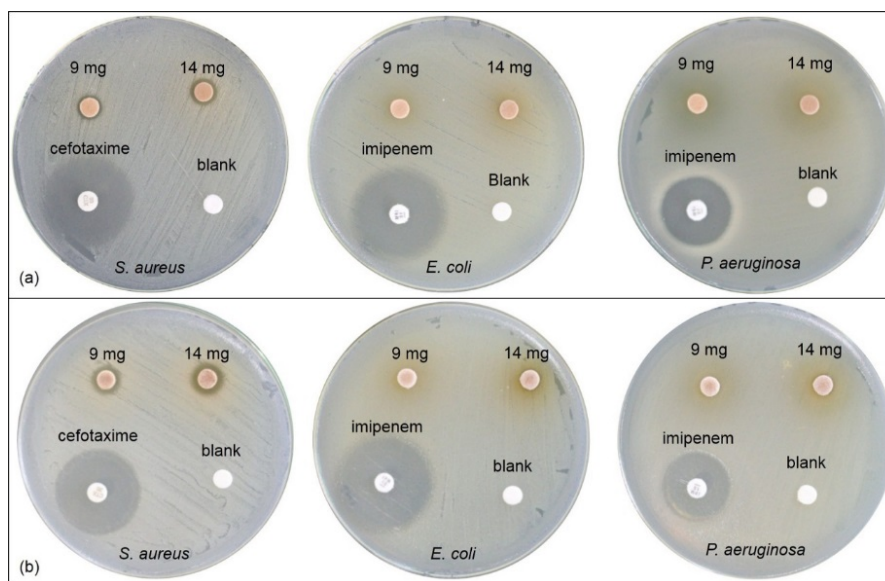 9 mg 14 mg
cefotaxime blank
S. aureus
9 mg 14 mg
imipenem Blank
E. coli
9 mg 14 mg
imipenem blank
P. aeruginosa
(a)
9 mg 14 mg
cefotaxime blank
S. aureus
9 mg 14 mg
imipenem blank
E. coli
9 mg 14 mg
imipenem blank
P. aeruginosa
(b)